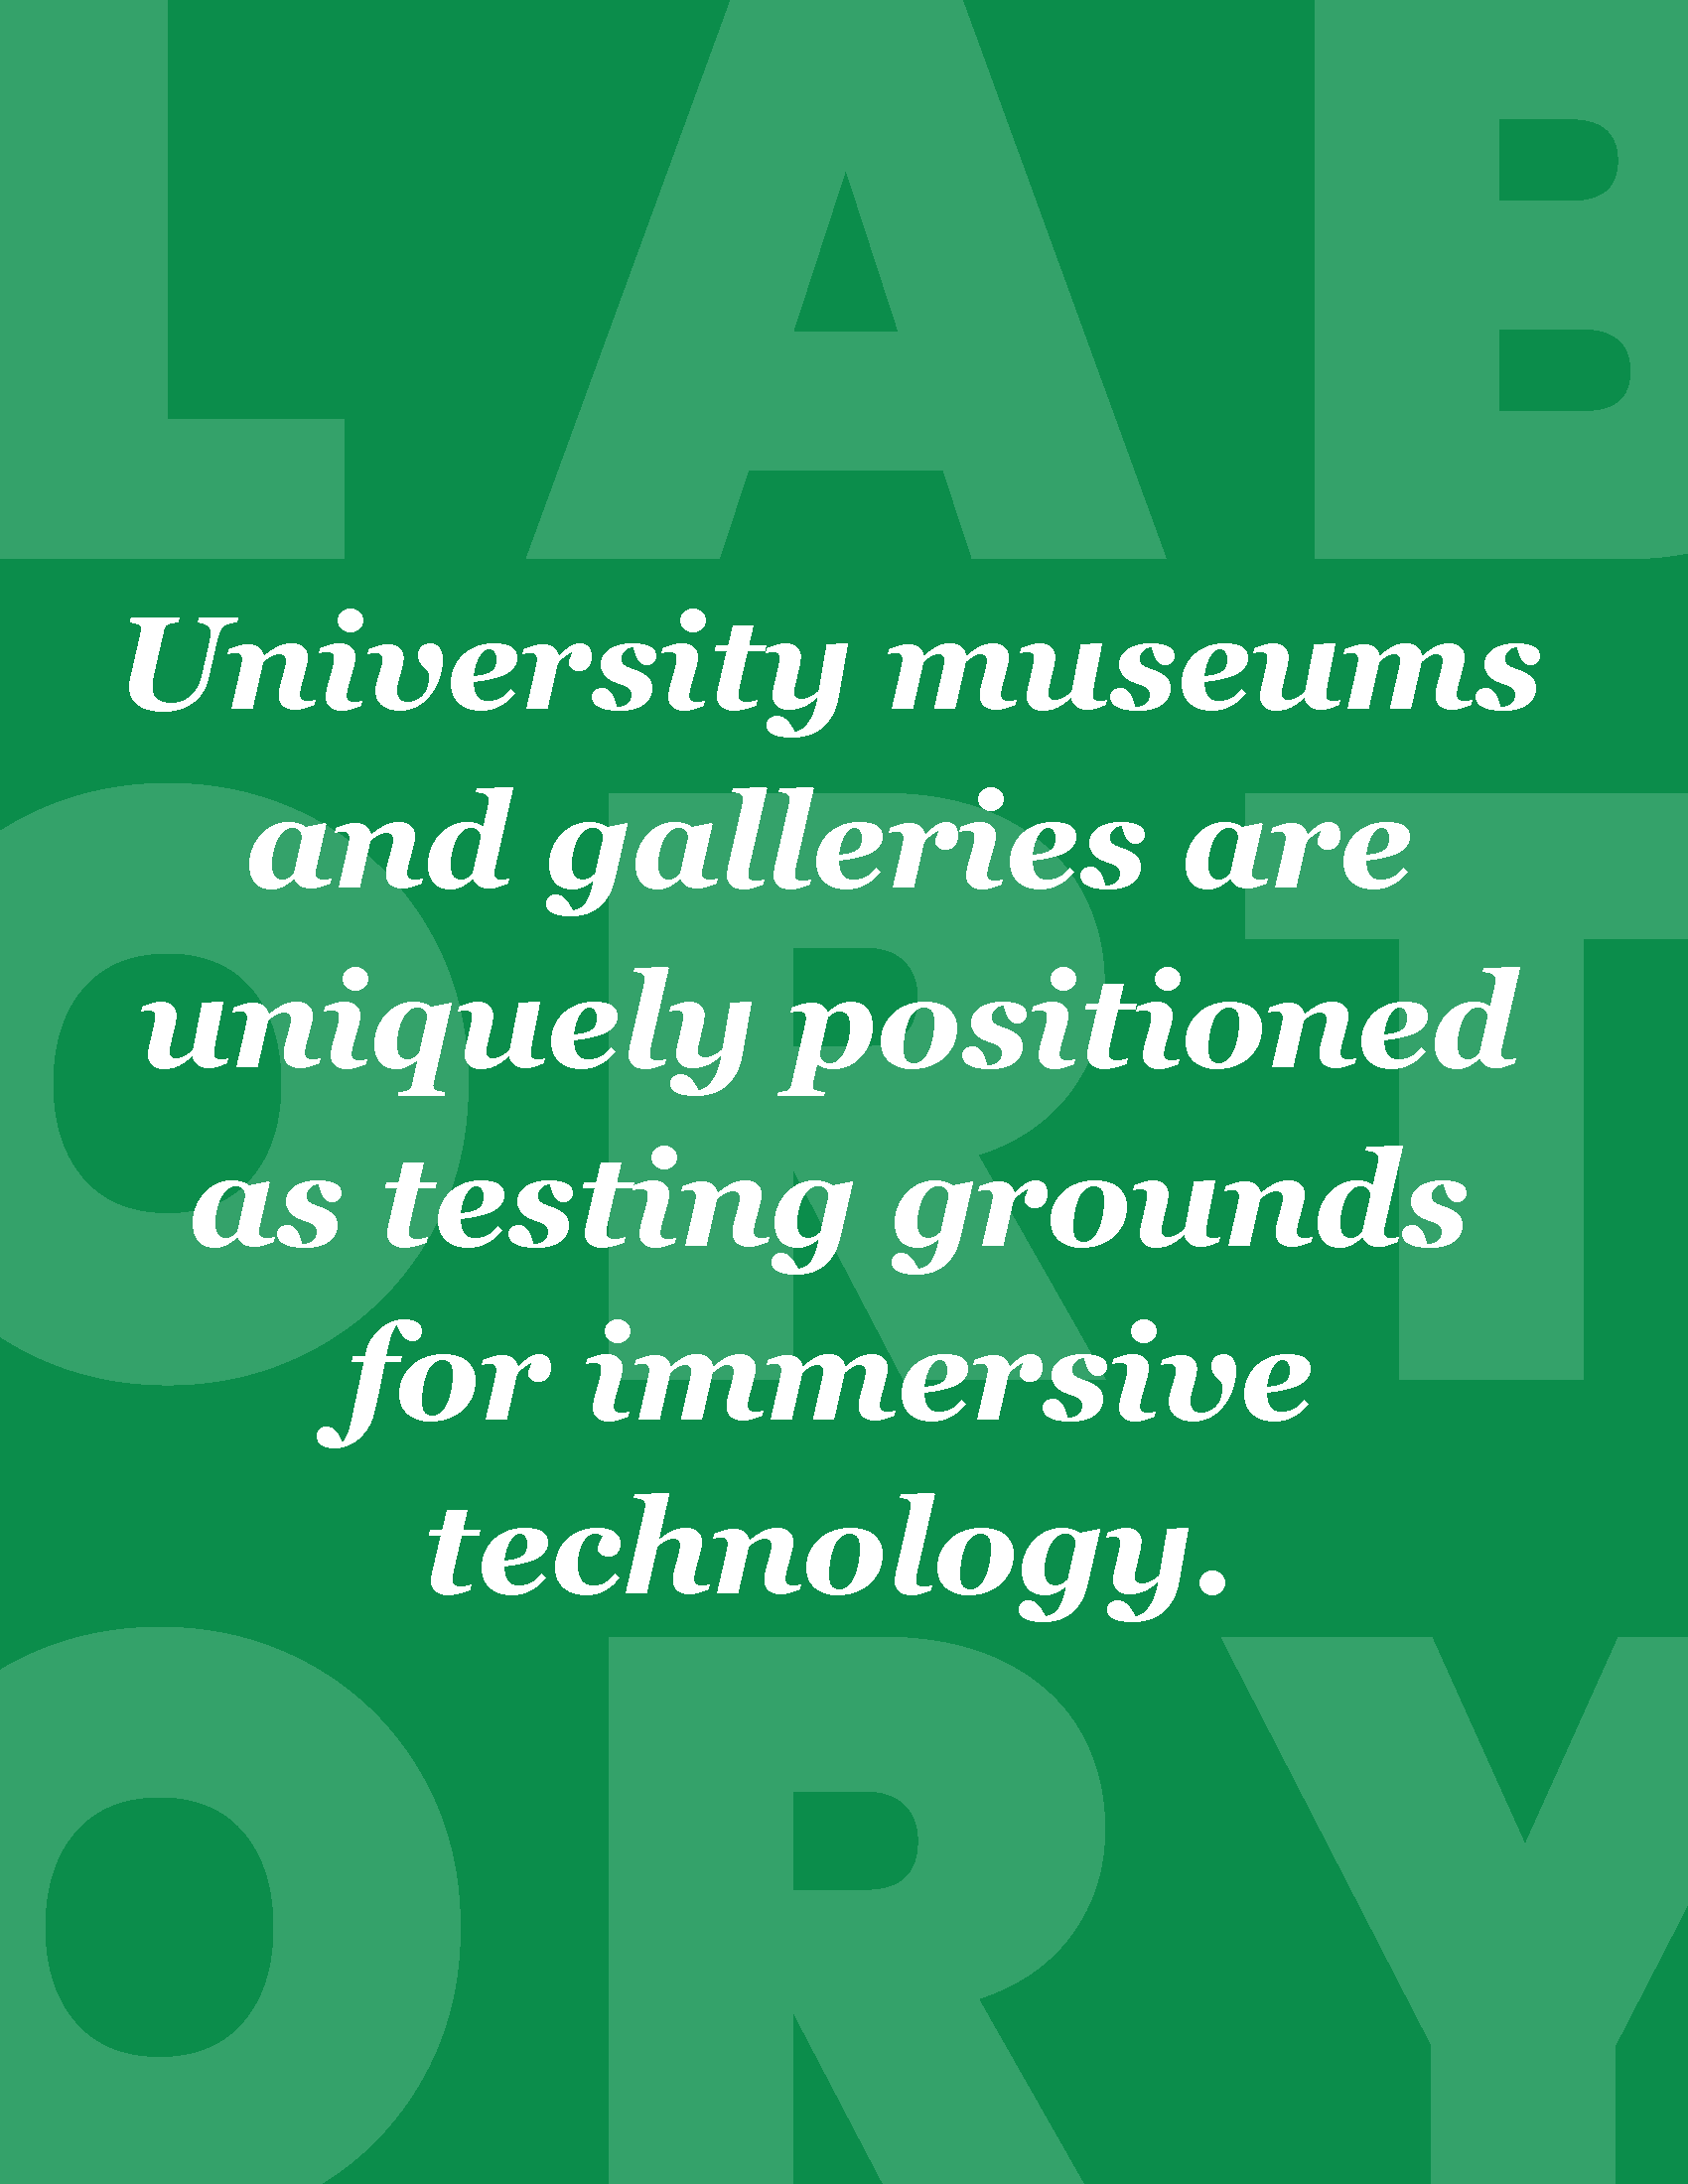 LAB
University museums
and galleries are
uniquely positioned
as testing grounds
for immersive
technology.
ORT
ORY